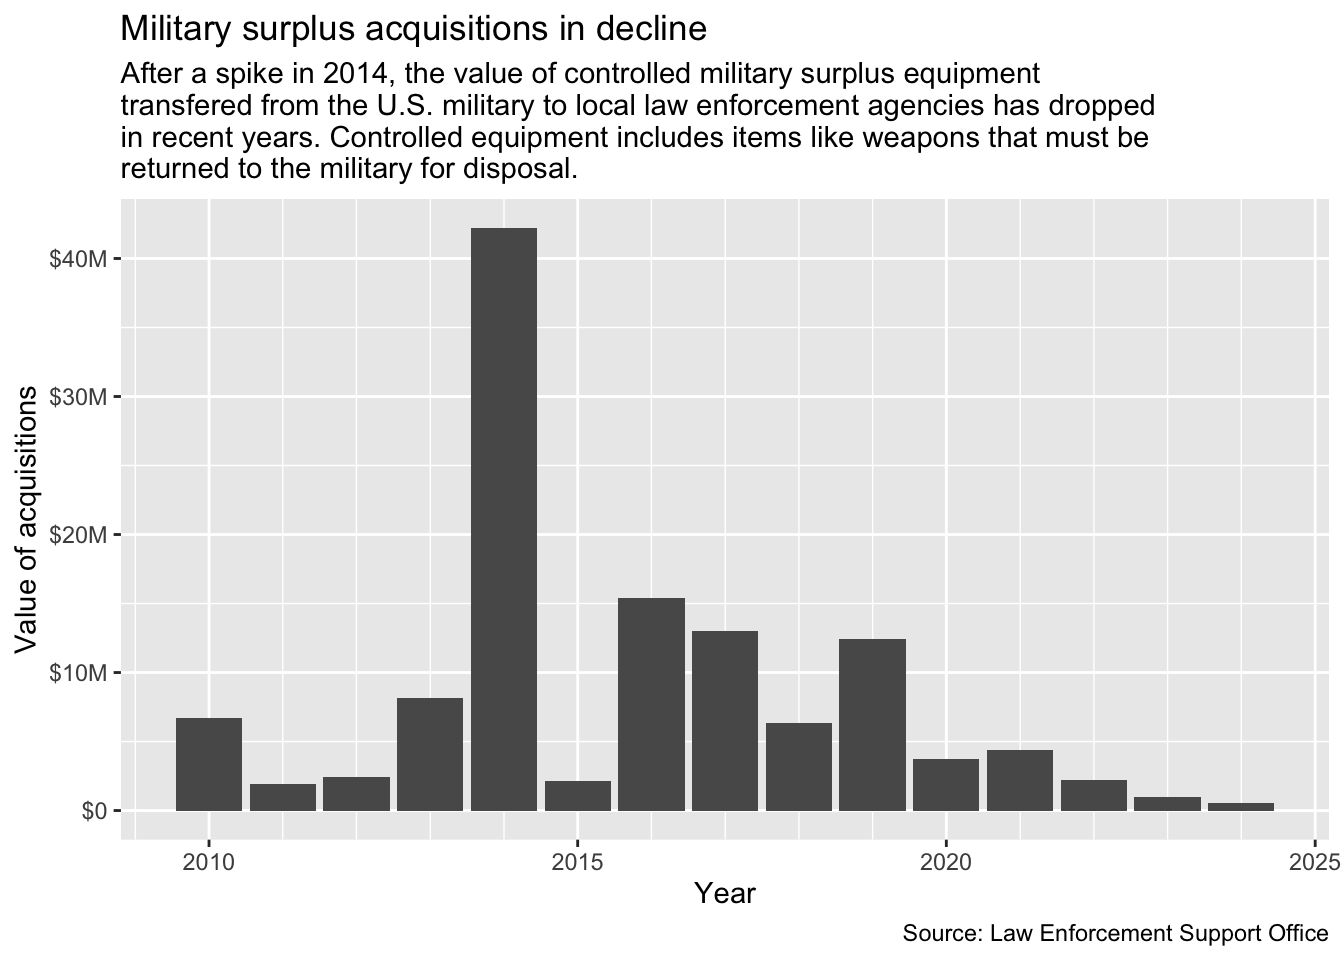 Military surplus acquisitions in decline
After a spike in 2014, the value of controlled military surplus equipment
transfered from the U.S. military to local law enforcement agencies has dropped
in recent years. Controlled equipment includes items like weapons that must be
returned to the military for disposal.
$40M
$30M
$20M
$10M
$0
Value of acquisitions
2010
2015
2020
2025
Year
Source: Law Enforcement Support Office